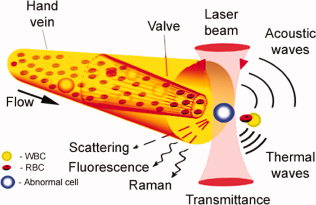 Hand
vein
Valve
Laser
beam
Acoustic
waves
Flow
Scattering
Fluorescence
Raman
Thermal
waves
Transmittance
- WBC
- RBC
- Abnormal cell